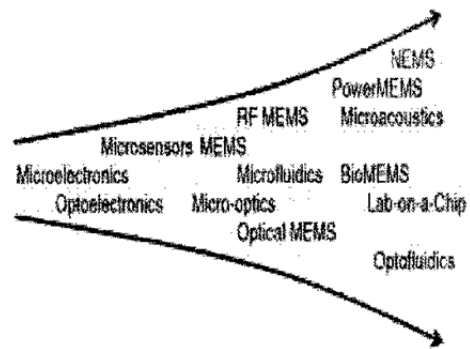 NEMS
PowerMEMS
RF MEMS Microacoustics
Microsensors MEMS
Microelectronics Microfluidics BioMEMS
Optoelectronics Micro-optics Lab-on-a-Chip
Optical MEMS
Optofluidics